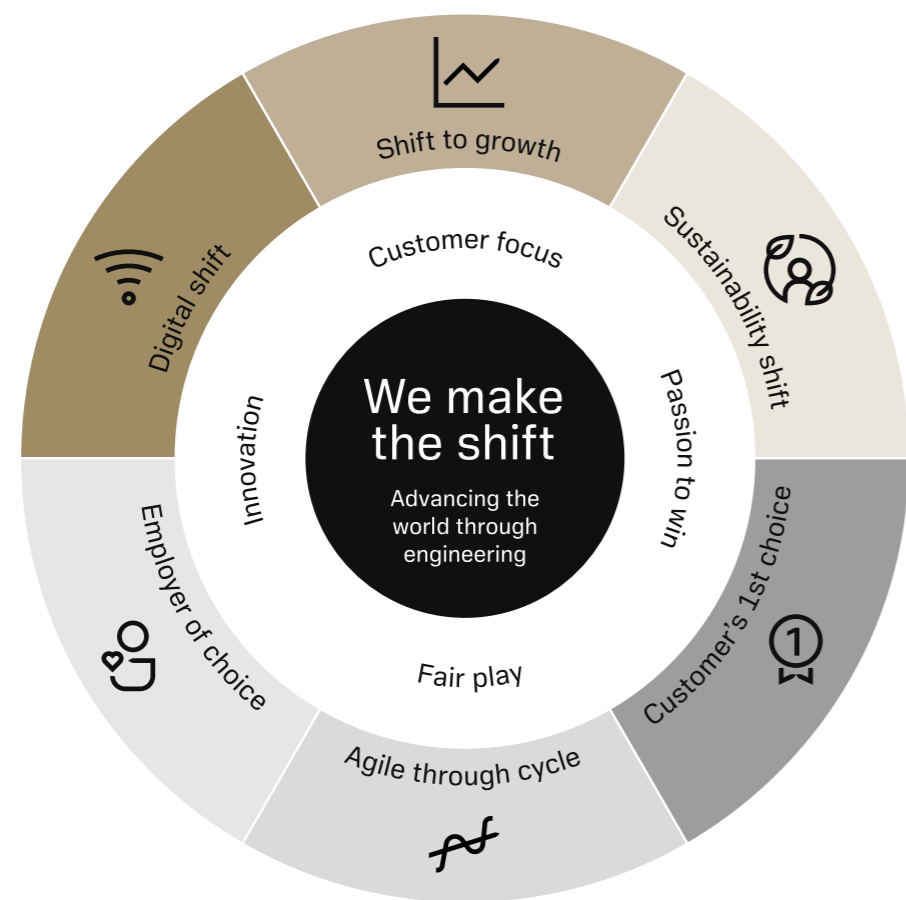 Shift to growth
Sustainability shift
Customer's 1st choice
Agile through cycle
Employer of choice
Digital shift
Customer focus
Passion to win
Fair play
Innovation
We make
the shift
Advancing the
world through
engineering
1